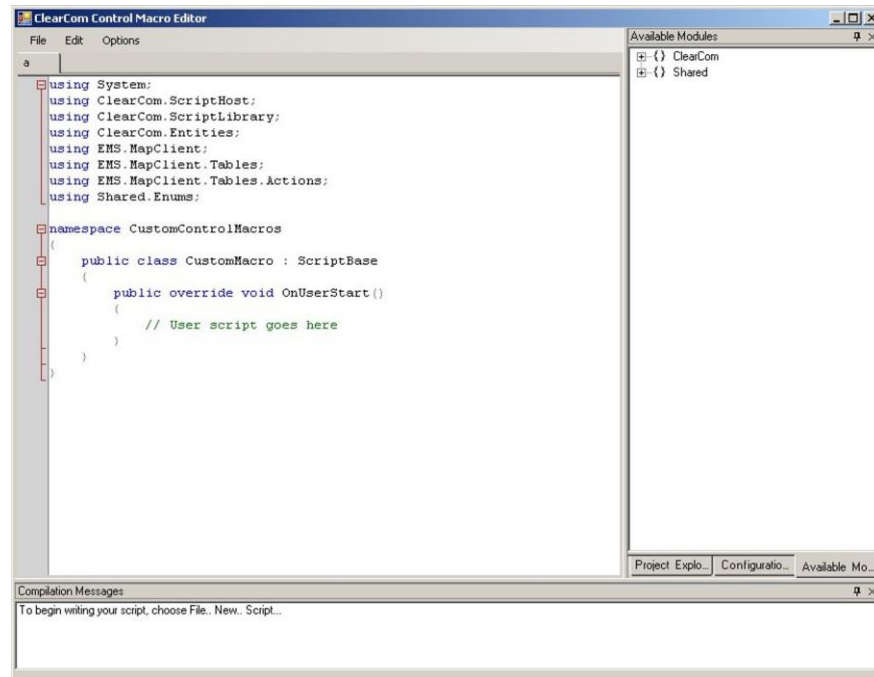 ClearCom Control Macro Editor
File Edit Options
a
using System;
using ClearCom.ScriptHost;
using ClearCom.ScriptLibrary;
using ClearCom.Entities;
using EMS.MapClient;
using EMS.MapClient.Tables;
using EMS.MapClient.Tables.Actions;
using Shared.Enums;
namespace CustomControlMacros
{
public class CustomMacro : ScriptBase
{
public override void OnUserStart()
{
// User script goes here
}
}
}
Available Modules
{} ClearCom
{} Shared
Project Explo... Configuratio... Available Mo...
Compilation Messages
To begin writing your script, choose File.. New.. Script...